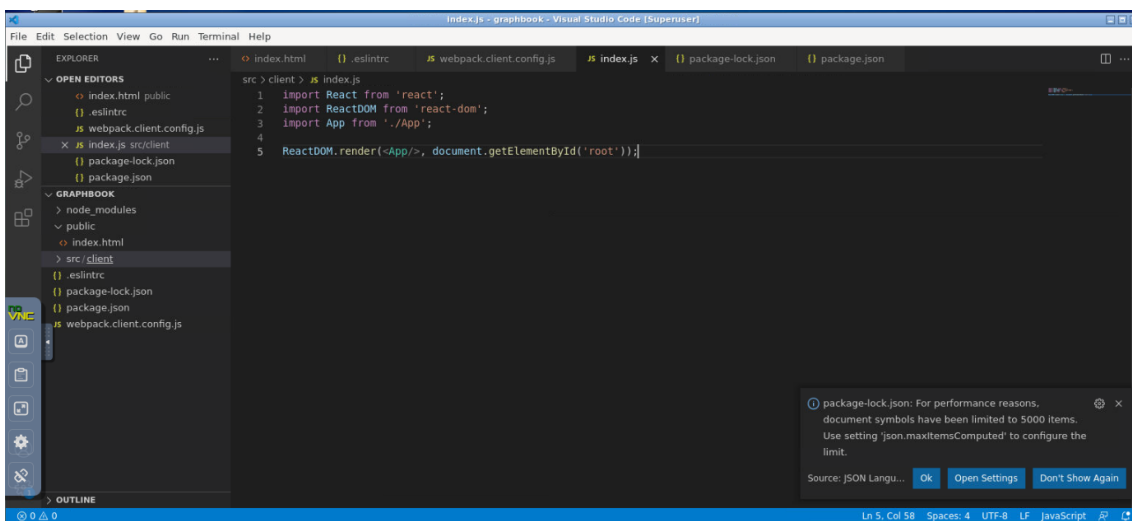 index.js - graphbook - Visual Studio Code [Superuser]
File Edit Selection View Go Run Terminal Help
EXPLORER
OPEN EDITORS
index.html public
{} .eslintrc
JS webpack.client.config.js
JS index.js src/client
{} package-lock.json
{} package.json
GRAPHBOOK
node_modules
public
index.html
src/client
{} .eslintrc
{} package-lock.json
{} package.json
JS webpack.client.config.js
OUTLINE
noVNC
A
index.html {} .eslintrc JS webpack.client.config.js JS index.js {} package-lock.json {} package.json
src > client > JS index.js
1 import React from 'react';
2 import ReactDOM from 'react-dom';
3 import App from './App';
4
5 ReactDOM.render(<App/>, document.getElementById('root'));
package-lock.json: For performance reasons,
document symbols have been limited to 5000 items.
Use setting 'json.maxItemsComputed' to configure the
limit.
Source: JSON Langu... Ok Open Settings Don't Show Again
0 0 Ln 5, Col 58 Spaces: 4 UTF-8 LF JavaScript